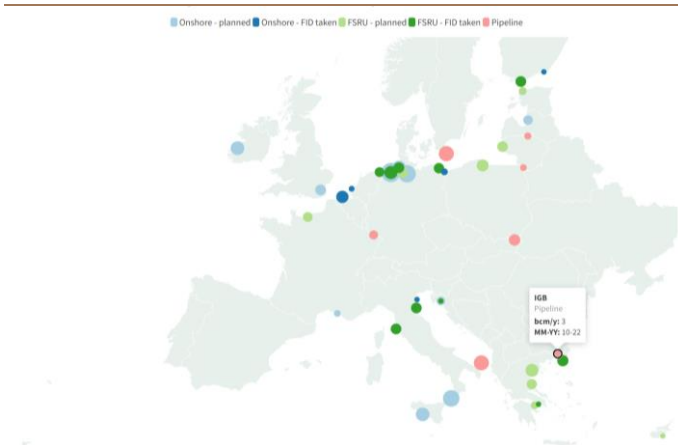 Onshore - planned Onshore - FID taken FSRU - planned FSRU - FID taken Pipeline
IGB
Pipeline
bcm/y: 3
MM-YY: 10-22